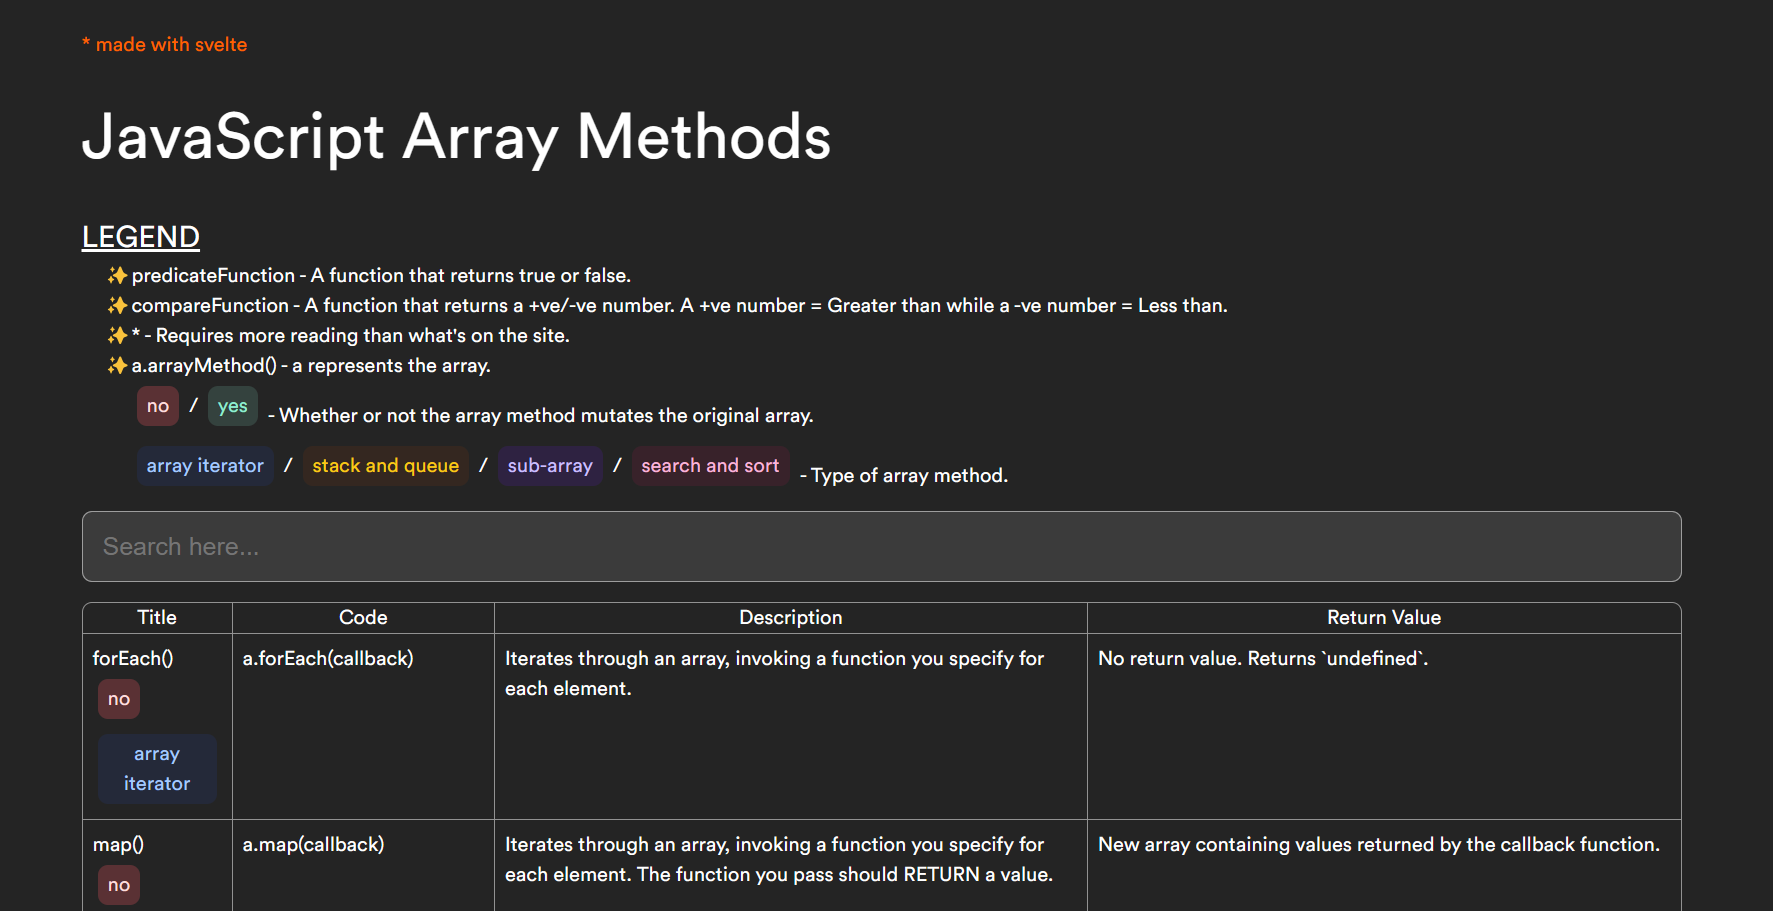 * made with svelte
JavaScript Array Methods
LEGEND
✨ predicateFunction - A function that returns true or false.
✨ compareFunction - A function that returns a +ve/-ve number. A +ve number = Greater than while a -ve number = Less than.
✨ * - Requires more reading than what's on the site.
✨ a.arrayMethod() - a represents the array.
no / yes - Whether or not the array method mutates the original array.
array iterator / stack and queue / sub-array / search and sort - Type of array method.
Search here...
Title Code Description Return Value
forEach() a.forEach(callback) Iterates through an array, invoking a function you specify for No return value. Returns `undefined`.
each element.
no
array
iterator
map() a.map(callback) Iterates through an array, invoking a function you specify for New array containing values returned by the callback function.
each element. The function you pass should RETURN a value.
no